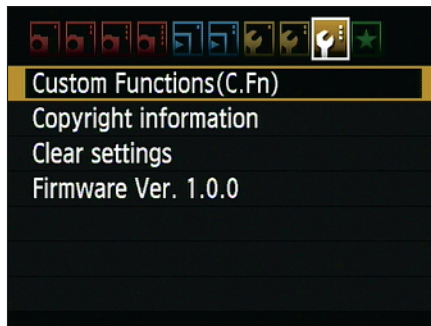 Custom Functions(C.Fn)
Copyright information
Clear settings
Firmware Ver. 1.0.0